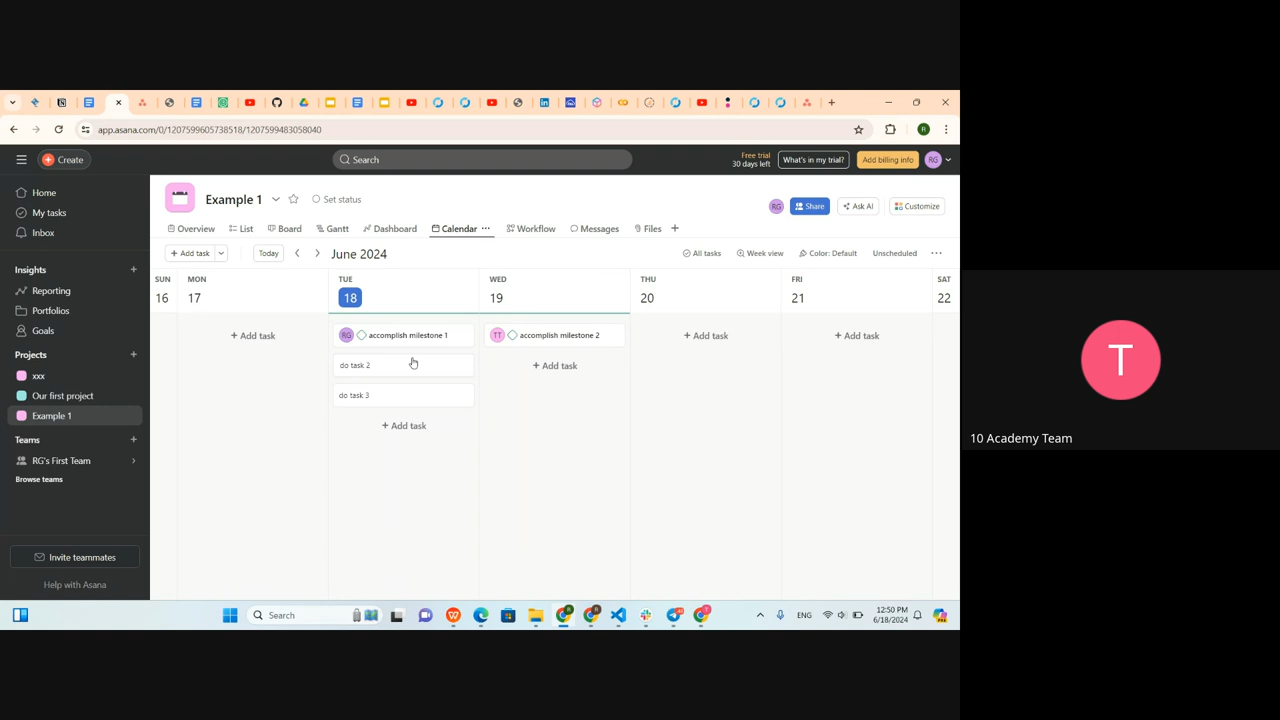 app.asana.com/0/1207599605738518/1207599483058040
Create
Search
Free trial
30 days left
What's in my trial?
Add billing info
RG
Home
My tasks
Inbox
Insights
Reporting
Portfolios
Goals
Projects
xxx
Our first project
Example 1
Teams
RG's First Team
Browse teams
Invite teammates
Help with Asana
Example 1
Set status
RG
Share
Ask AI
Customize
Overview
List
Board
Gantt
Dashboard
Calendar
Workflow
Messages
Files
Add task
Today
June 2024
All tasks
Week view
Color: Default
Unscheduled
SUN
MON
TUE
WED
THU
FRI
SAT
16
17
18
19
20
21
22
+ Add task
RG accomplish milestone 1
TT accomplish milestone 2
+ Add task
+ Add task
do task 2
+ Add task
do task 3
+ Add task
T
10 Academy Team
Search
ENG
12:50 PM
6/18/2024